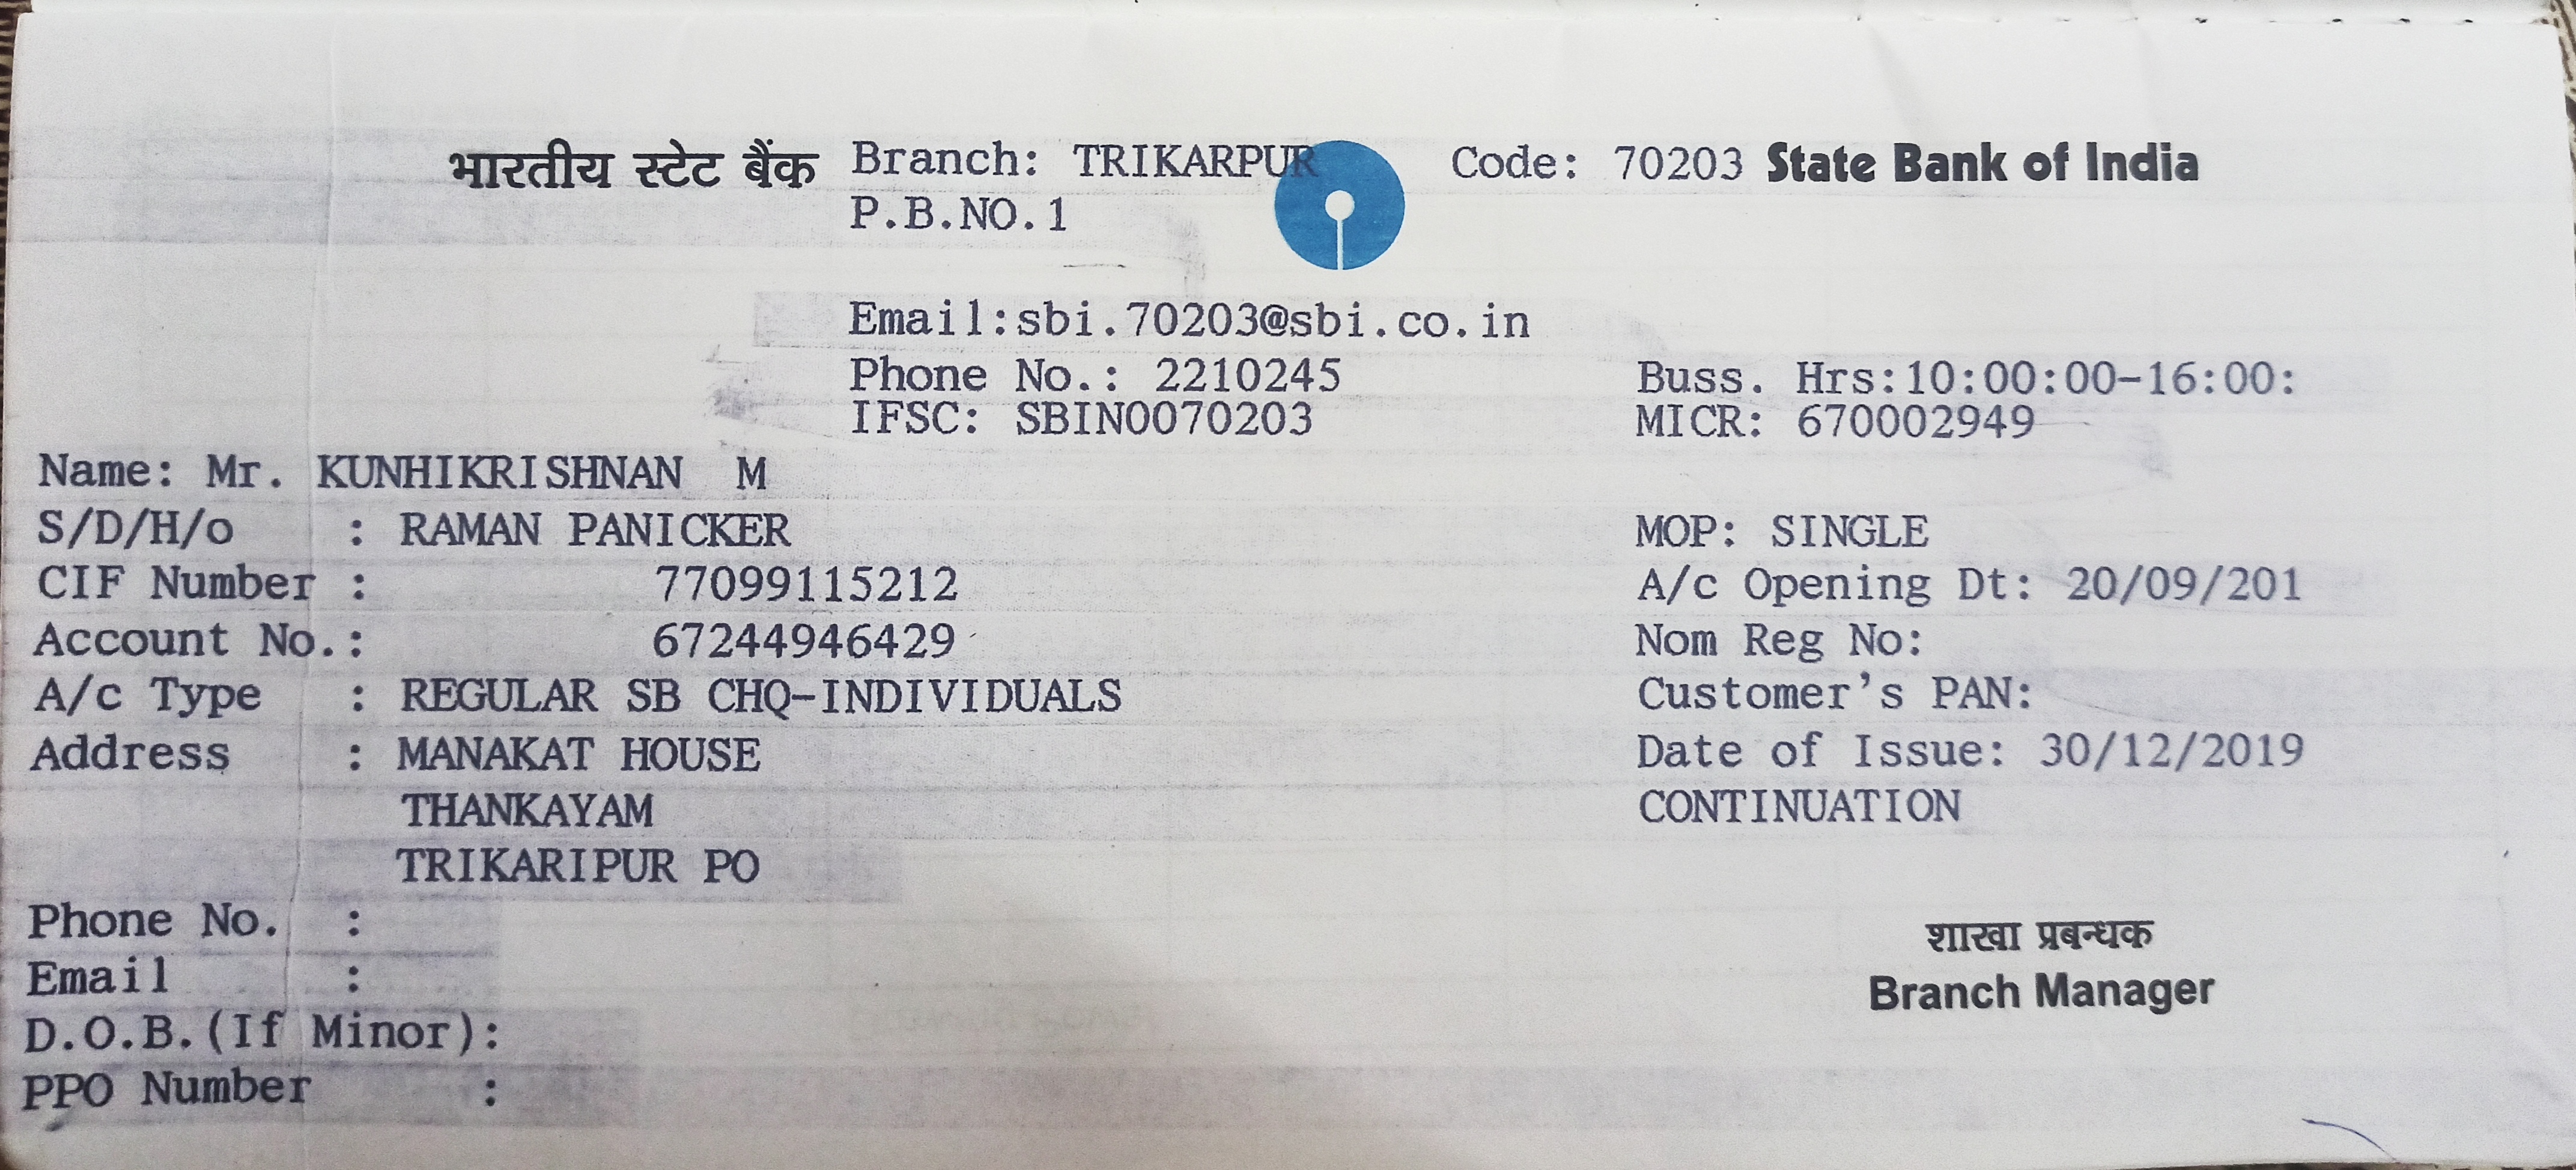 भारतीय स्टेट बैंक Branch: TRIKARPUR Code: 70203 State Bank of India
P.B.NO.1
Email:sbi.70203@sbi.co.in
Phone No.: 2210245 Buss. Hrs:10:00:00-16:00:
IFSC: SBIN0070203 MICR: 670002949
Name: Mr. KUNHIKRISHNAN M
S/D/H/o : RAMAN PANICKER MOP: SINGLE
CIF Number : 77099115212 A/c Opening Dt: 20/09/201
Account No.: 67244946429 Nom Reg No:
A/c Type : REGULAR SB CHQ-INDIVIDUALS Customer's PAN:
Address : MANAKAT HOUSE Date of Issue: 30/12/2019
THANKAYAM CONTINUATION
TRIKARIPUR PO
Phone No. :
शाखा प्रबन्धक
Email :
Branch Manager
D.O.B.(If Minor):
PPO Number :